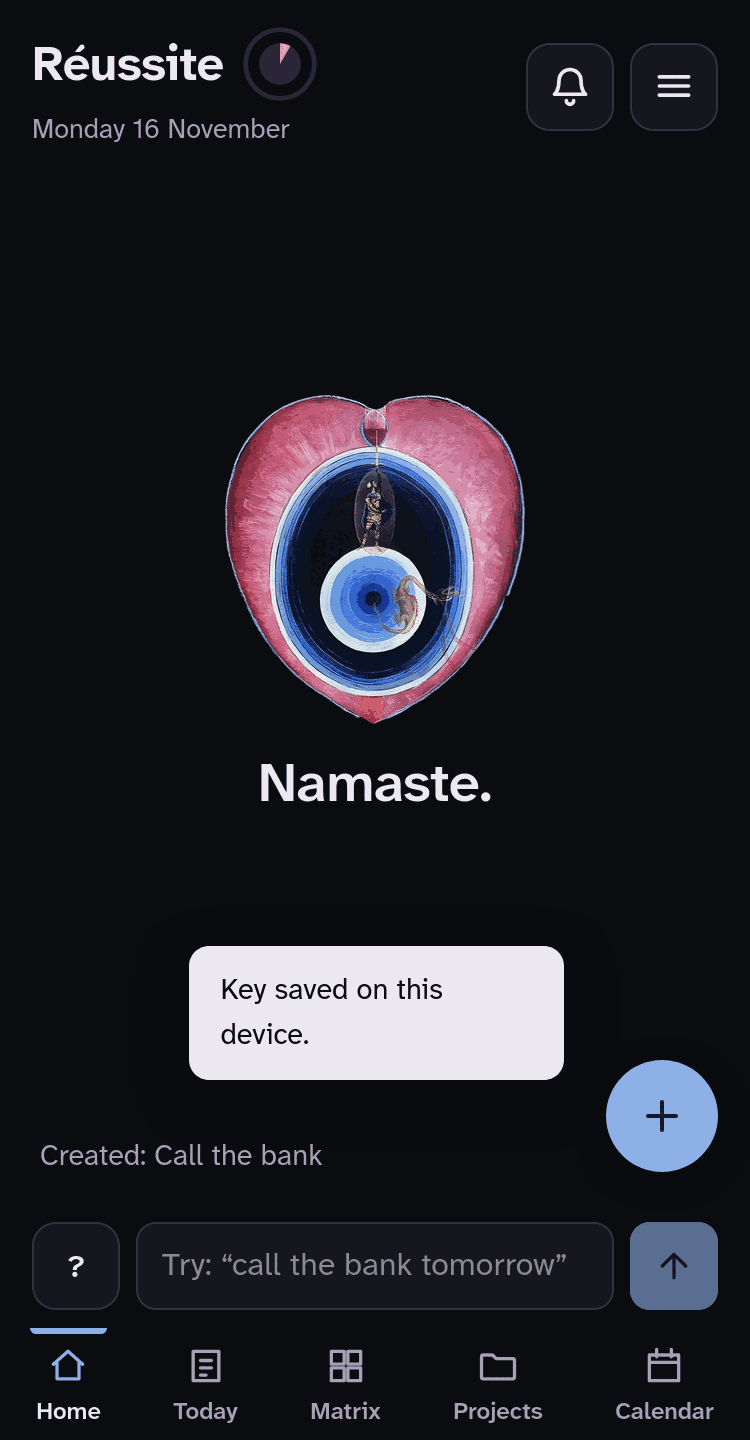 Réussite
Monday 16 November
Namaste.
Key saved on this
device.
Created: Call the bank
?
Try: “call the bank tomorrow”
Home
Today
Matrix
Projects
Calendar